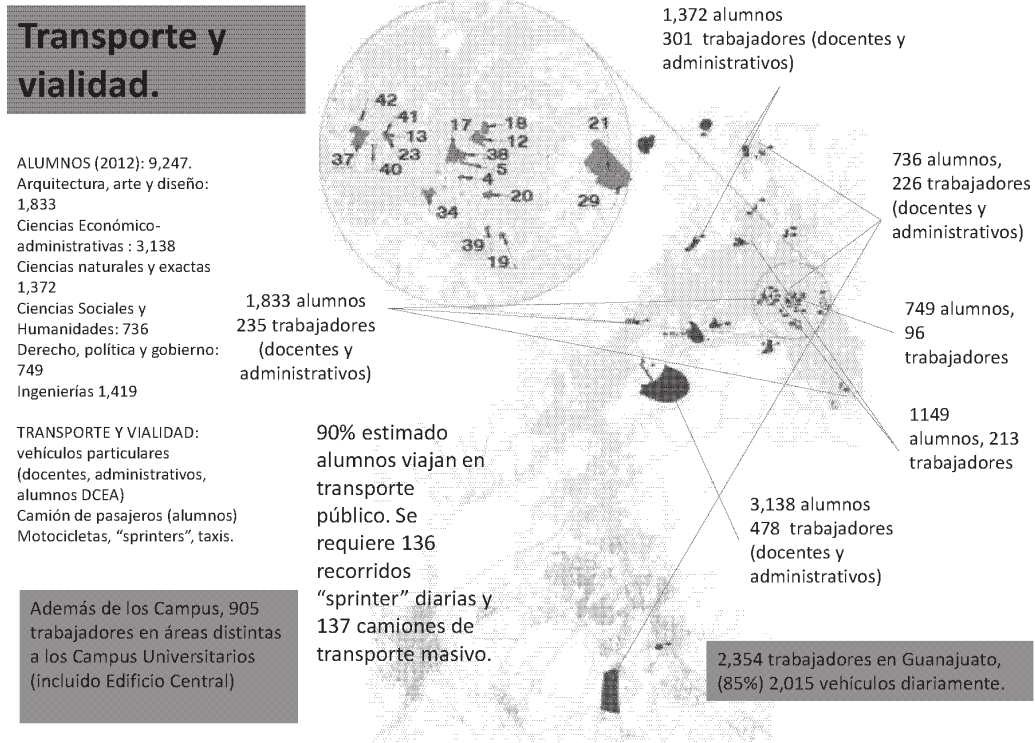 Transporte y
vialidad.
ALUMNOS (2012): 9,247.
Arquitectura, arte y diseño:
1,833
Ciencias Económico-
administrativas : 3,138
Ciencias naturales y exactas
1,372
Ciencias Sociales y
Humanidades: 736
Derecho, política y gobierno:
749
Ingenierías 1,419
TRANSPORTE Y VIALIDAD:
vehículos particulares
(docentes, administrativos,
alumnos DCEA)
Camión de pasajeros (alumnos)
Motocicletas, “sprinters”, taxis.
Además de los Campus, 905
trabajadores en áreas distintas
a los Campus Universitarios
(incluido Edificio Central)
42
41
13
37
23
40
17
18
12
38
5
4
20
34
39
19
21
29
1,833 alumnos
235 trabajadores
(docentes y
administrativos)
90% estimado
alumnos viajan en
transporte
público. Se
requiere 136
recorridos
“sprinter” diarias y
137 camiones de
transporte masivo.
1,372 alumnos
301 trabajadores (docentes y
administrativos)
736 alumnos,
226 trabajadores
(docentes y
administrativos)
749 alumnos,
96
trabajadores
1149
alumnos, 213
trabajadores
3,138 alumnos
478 trabajadores
(docentes y
administrativos)
2,354 trabajadores en Guanajuato,
(85%) 2,015 vehículos diariamente.